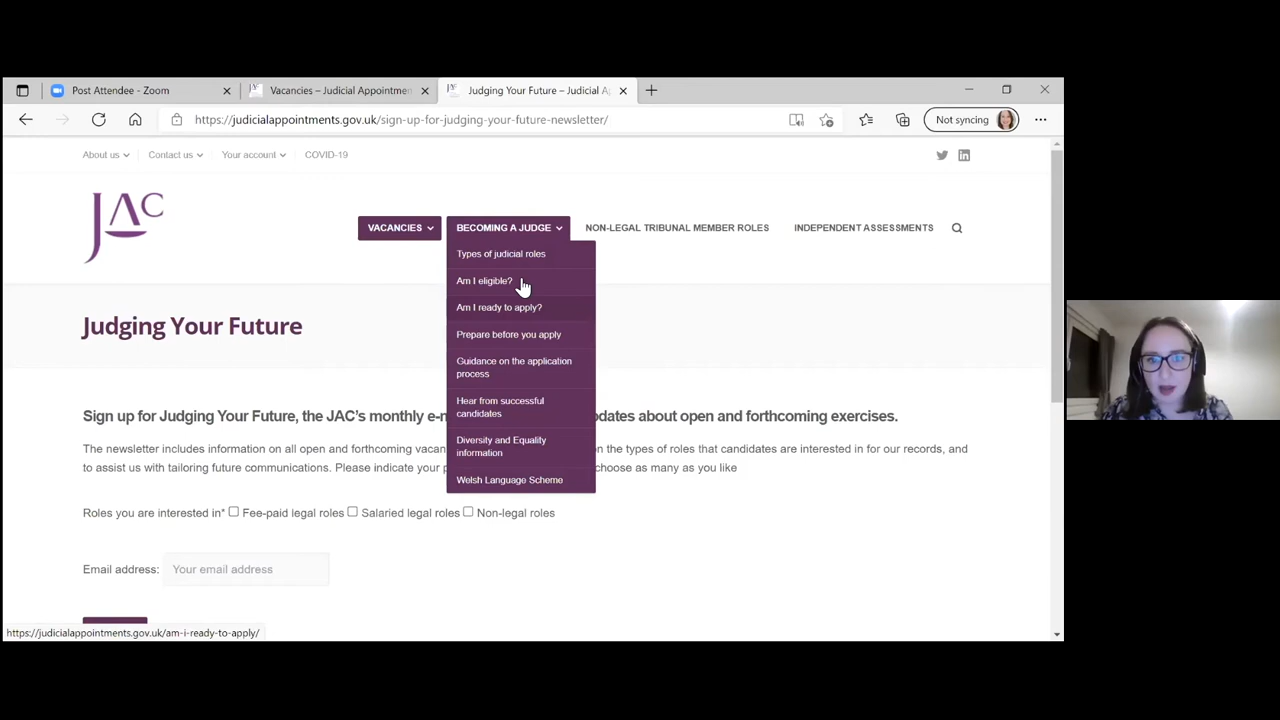 Post Attendee - Zoom
Vacancies – Judicial Appointmen
Judging Your Future – Judicial A
https://judicialappointments.gov.uk/sign-up-for-judging-your-future-newsletter/
Not syncing
About us
Contact us
Your account
COVID-19
JAC
VACANCIES
BECOMING A JUDGE
NON-LEGAL TRIBUNAL MEMBER ROLES
INDEPENDENT ASSESSMENTS
Types of judicial roles
Am I eligible?
Am I ready to apply?
Prepare before you apply
Guidance on the application
process
Hear from successful
candidates
Diversity and Equality
information
Welsh Language Scheme
Judging Your Future
Sign up for Judging Your Future, the JAC's monthly e-n dates about open and forthcoming exercises.
The newsletter includes information on all open and forthcoming vacan on the types of roles that candidates are interested in for our records, and
to assist us with tailoring future communications. Please indicate your p choose as many as you like
Roles you are interested in* Fee-paid legal roles Salaried legal roles Non-legal roles
Email address: Your email address
https://judicialappointments.gov.uk/am-i-ready-to-apply/